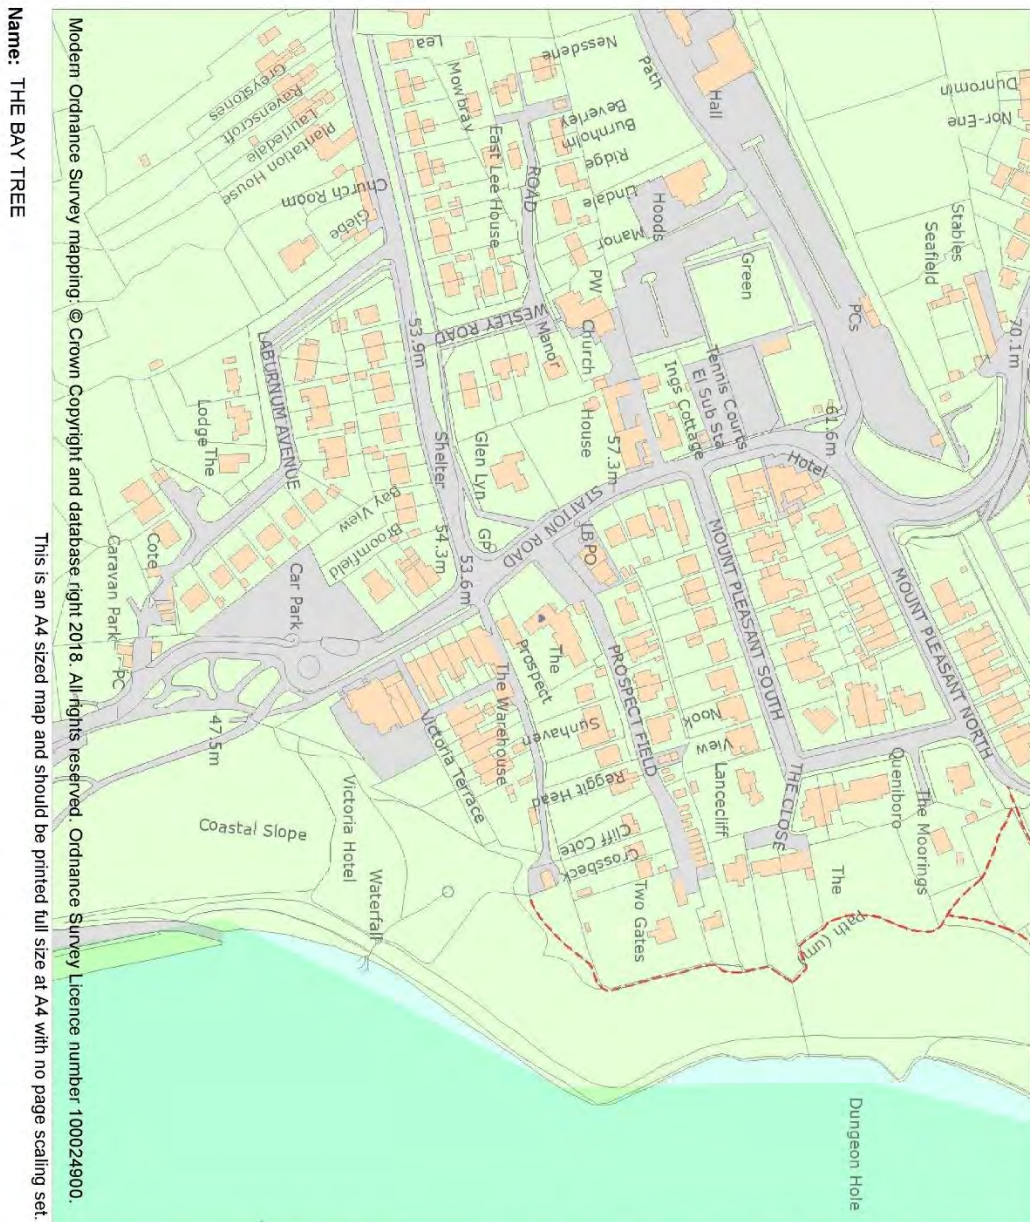 Name: THE BAY TREE
This is an A4 sized map and should be printed full size at A4 with no page scaling set.
Modern Ordnance Survey mapping: © Crown Copyright and database right 2018. All rights reserved. Ordnance Survey Licence number 100024900.
Lea
Mowbray
Nessdene
Path
Hall
Dunromin
Nor-Ene
Greystones
Ravenscroft
Lauriedale
Plantation House
Church Room
Glebe
East Lee House
ROAD
Beverley
Burnholm
Ridge
Undale
Manor
Hoods
Green
PCs
Stables
Seafield
70.1m
53.9m
WESLEY ROAD
Manor
PW
Church
House
Ings Cottage
El Sub Sta
Tennis Courts
61.6m
Hotel
LABURNUM AVENUE
Lodge The
Shelter
Glen Lyn
57.3m
STATION ROAD
Bay View
Broomfield
54.3m
GP
53.6m
LB
PO
MOUNT PLEASANT SOUTH
MOUNT PLEASANT NORTH
Cote
Caravan Park
PC
Car Park
The
Prospect
PROSPECT FIELD
The Warehouse
Sunhaven
Nook
View
THE CLOSE
Queniboro
The Moorings
47.5m
Victoria Terrace
Reggit Head
Lancecliff
Victoria Hotel
Coastal Slope
Waterfall
Cliff Cote
Crossbeck
Two Gates
The
Path (um)
Dungeon Hole